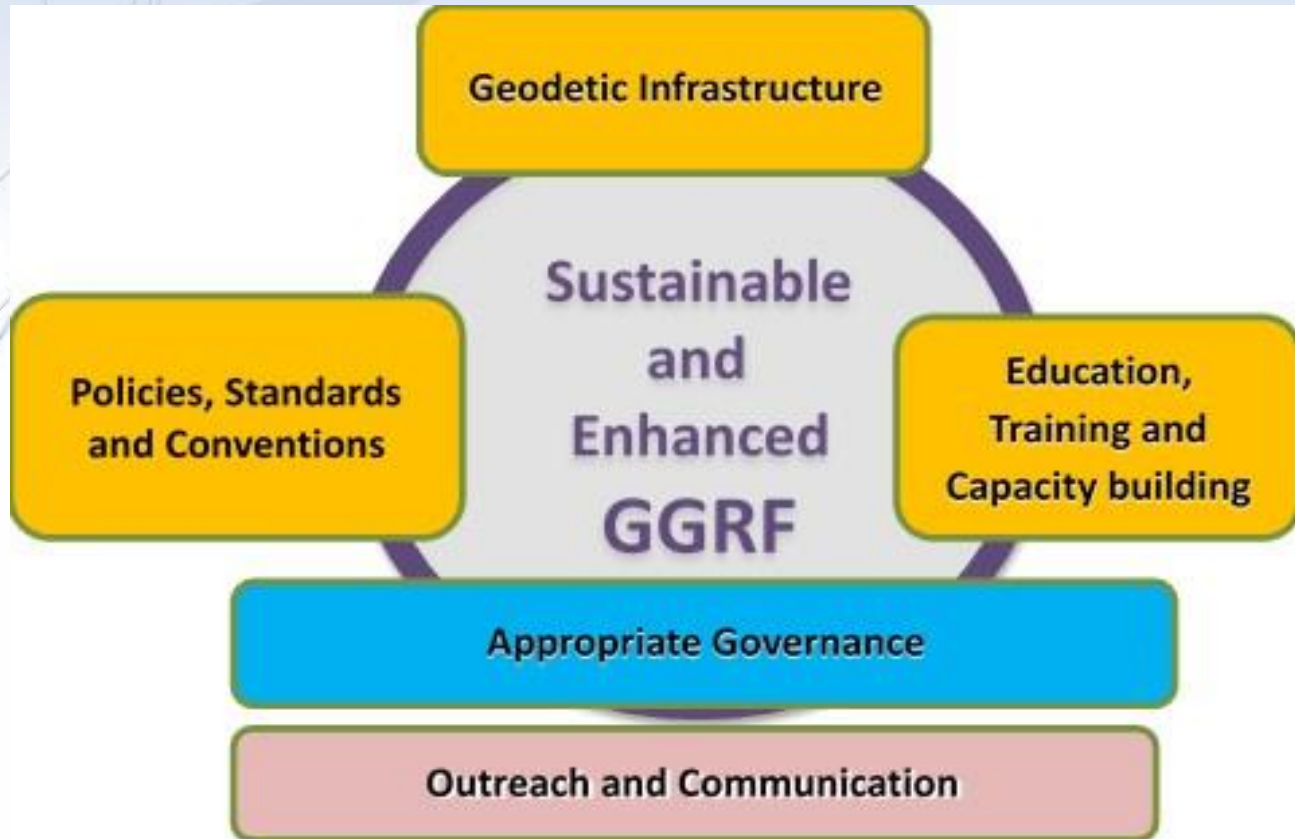 Geodetic Infrastructure
Sustainable
and
Enhanced
GGRF
Policies, Standards
and Conventions
Education,
Training and
Capacity building
Appropriate Governance
Outreach and Communication